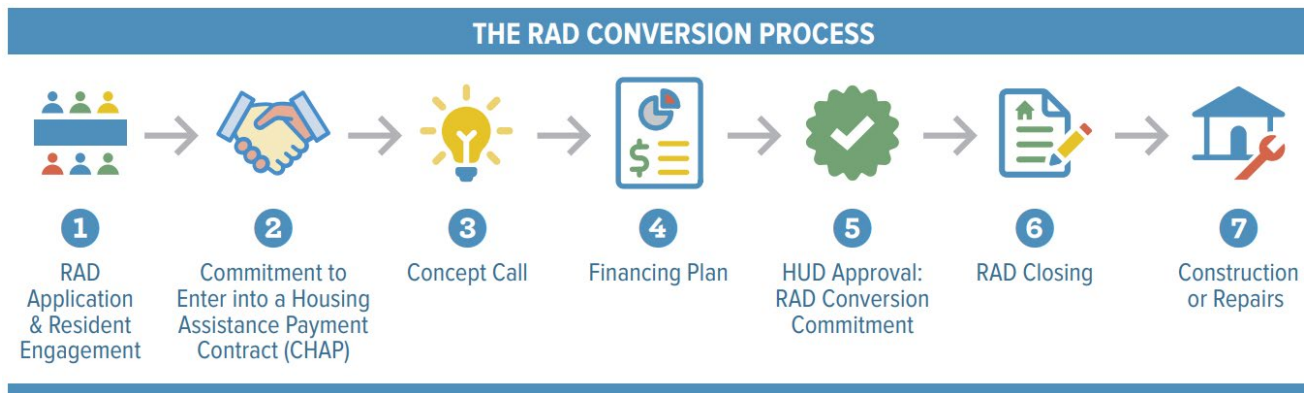 THE RAD CONVERSION PROCESS
1
RAD
Application
& Resident
Engagement
2
Commitment to
Enter into a Housing
Assistance Payment
Contract (CHAP)
3
Concept Call
$
4
Financing Plan
5
HUD Approval:
RAD Conversion
Commitment
6
RAD Closing
7
Construction
or Repairs